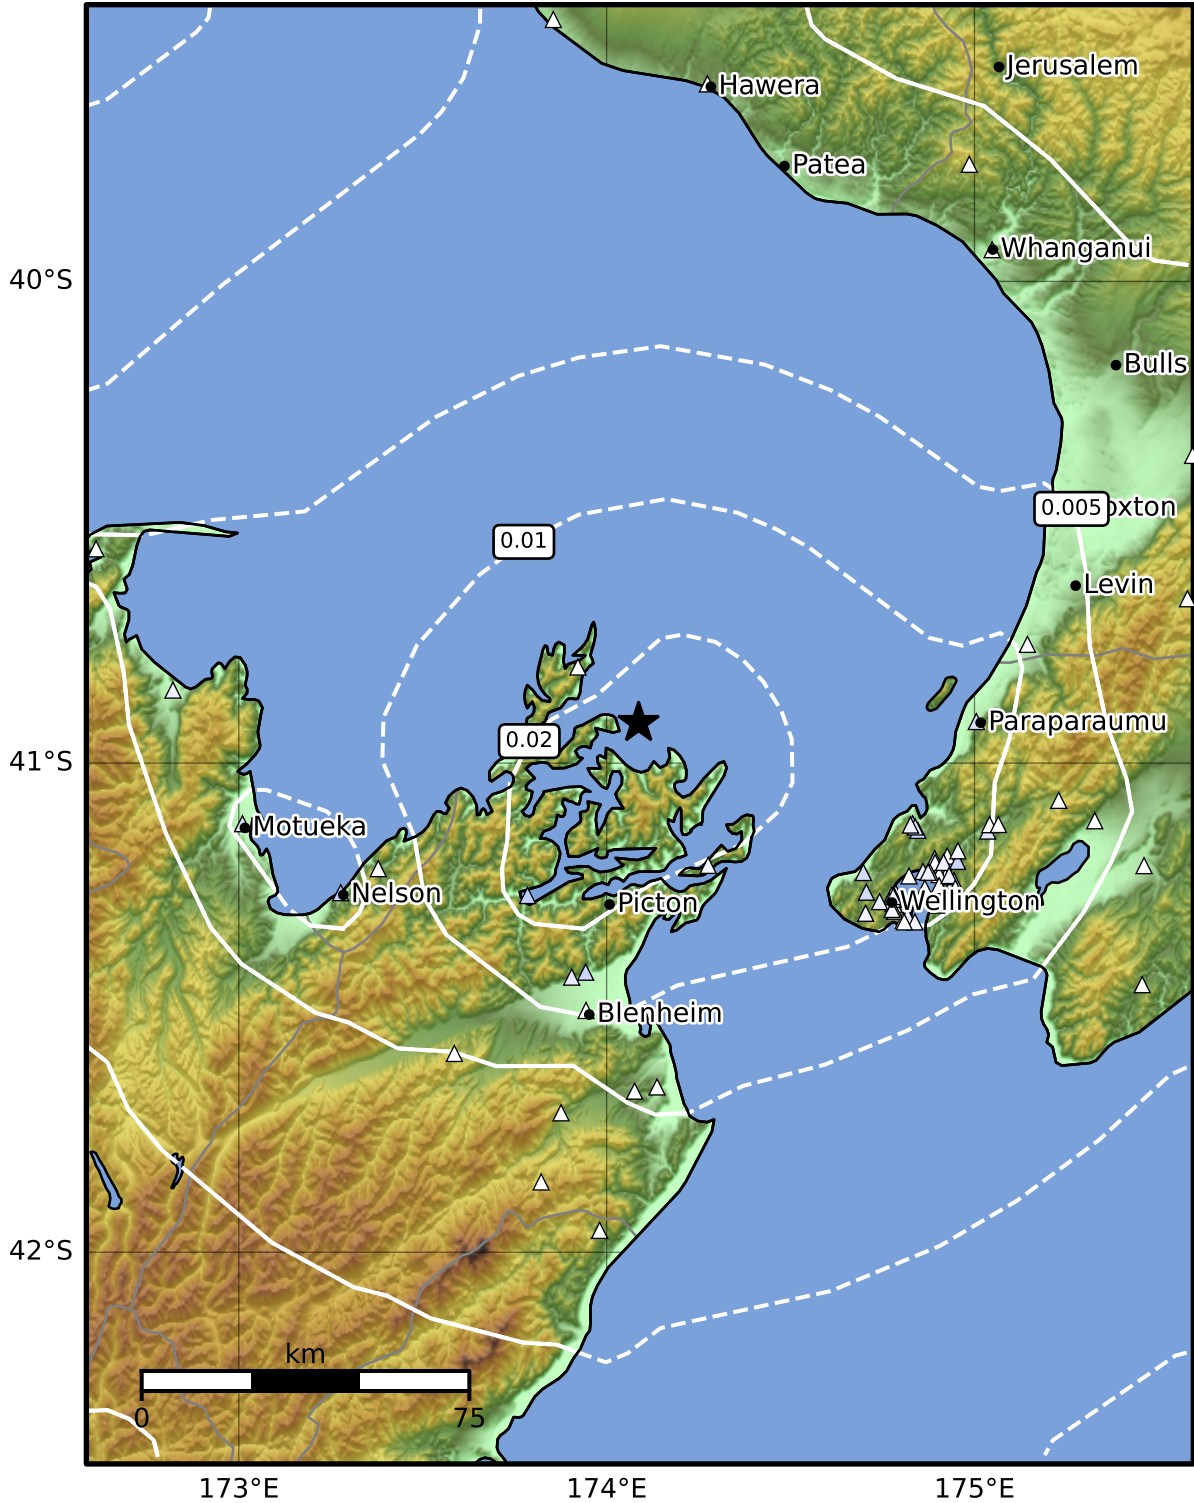 Jerusalem
Hawera
Patea
Whanganui
40°S
Bulls
0.005
oxton
0.01
Levin
Paraparaumu
0.02
41°S
Motueka
Nelson
Picton
Wellington
Blenheim
42°S
km
0
75
173°E
174°E
175°E